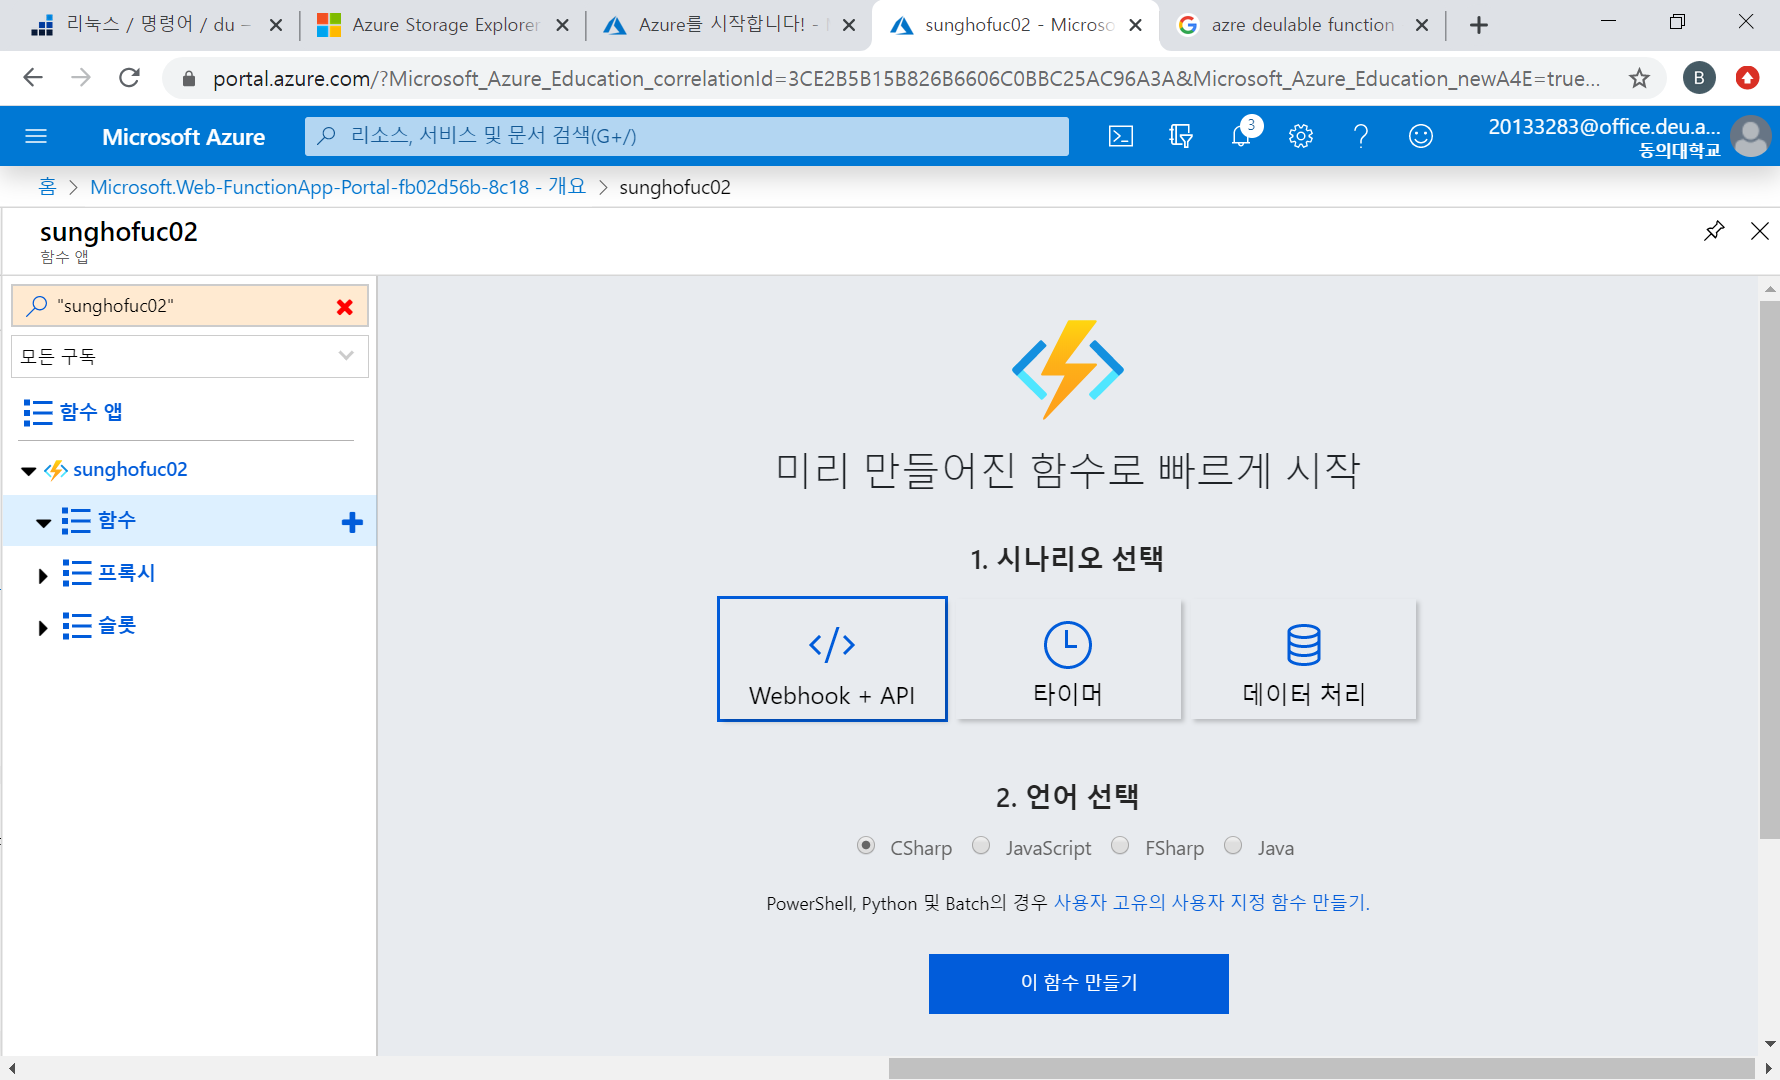 리눅스 / 명령어 / du –
Azure Storage Explorer
Azure를 시작합니다! -
sunghofuc02 - Microso
azre deulable function
portal.azure.com/?Microsoft_Azure_Education_correlationId=3CE2B5B15B826B6606C0BBC25AC96A3A&Microsoft_Azure_Education_newA4E=true...
B
Microsoft Azure
리소스, 서비스 및 문서 검색(G+/)
3
20133283@office.deu.a...
동의대학교
홈 > Microsoft.Web-FunctionApp-Portal-fb02d56b-8c18 - 개요 > sunghofuc02
sunghofuc02
함수 앱
"sunghofuc02"
모든 구독
함수 앱
sunghofuc02
함수
프록시
슬롯
미리 만들어진 함수로 빠르게 시작
1. 시나리오 선택
Webhook + API
타이머
데이터 처리
2. 언어 선택
CSharp JavaScript FSharp Java
PowerShell, Python 및 Batch의 경우 사용자 고유의 사용자 지정 함수 만들기.
이 함수 만들기